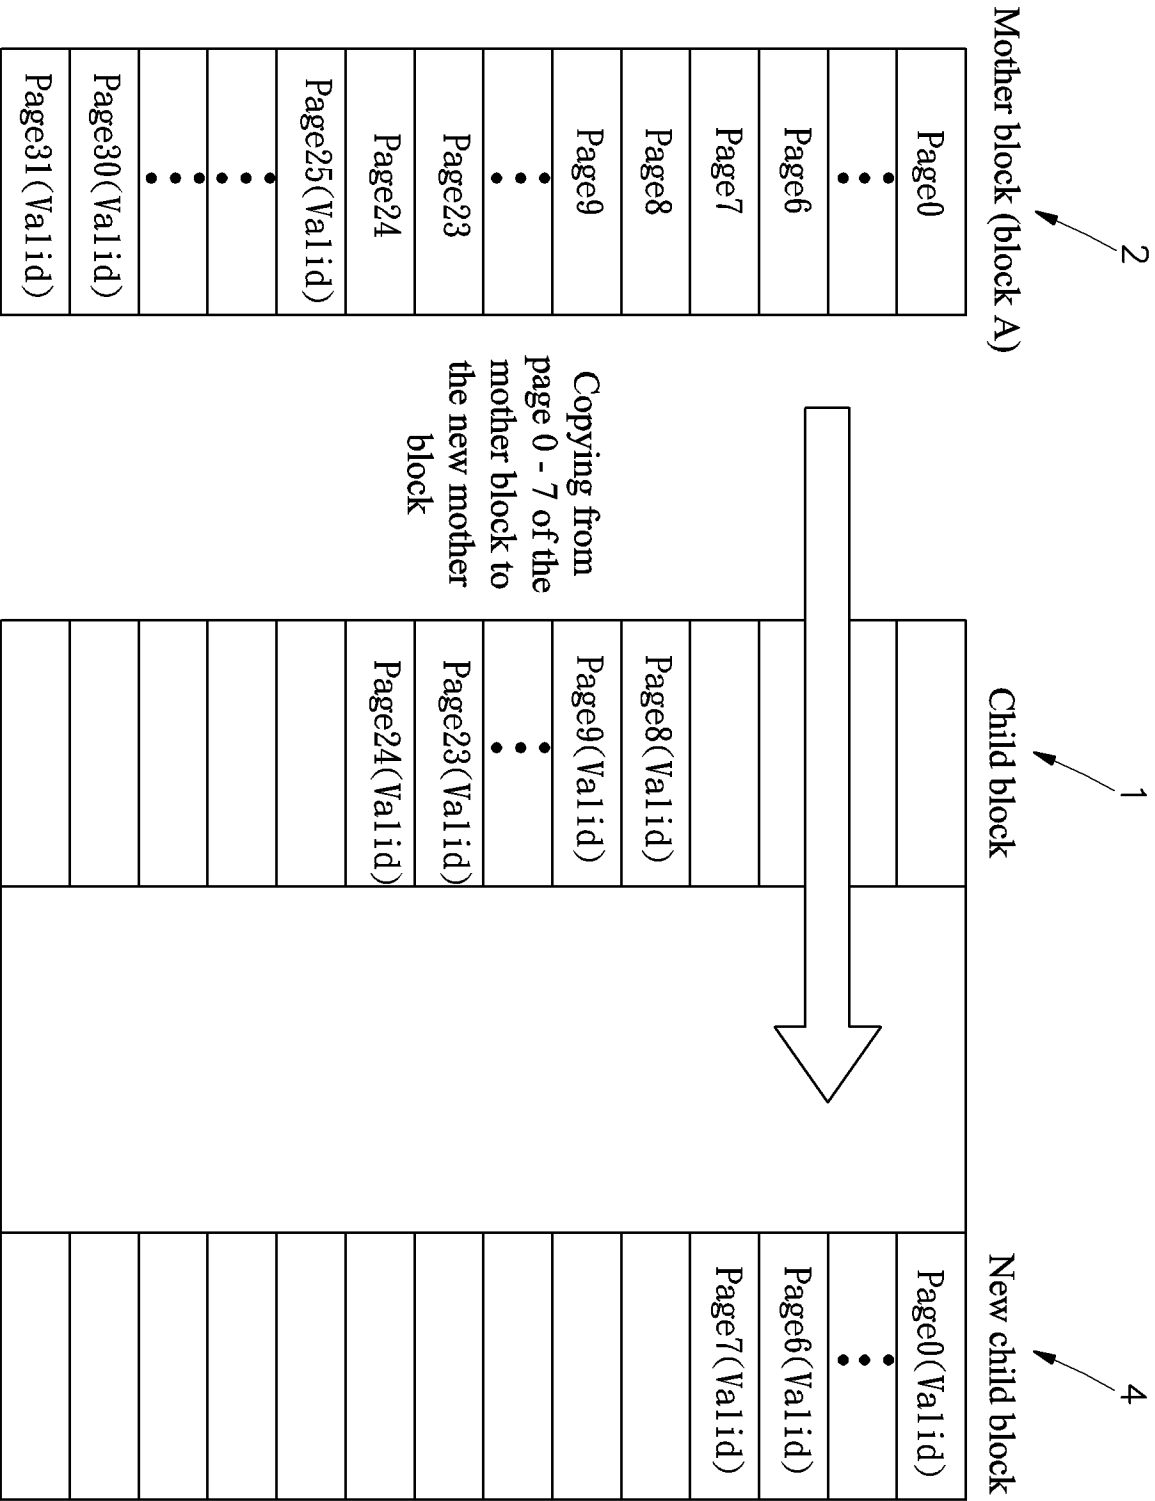 2
Mother block (block A)
Page0
•••
Page6
Page7
Page8
Page9
•••
Page23
Page24
Page25(Valid)
•••
•••
Page30(Valid)
Page31(Valid)
Copying from
page 0 - 7 of the
mother block to
the new mother
block
1
Child block
Page8(Valid)
Page9(Valid)
•••
Page23(Valid)
Page24(Valid)
4
New child block
Page0(Valid)
•••
Page6(Valid)
Page7(Valid)